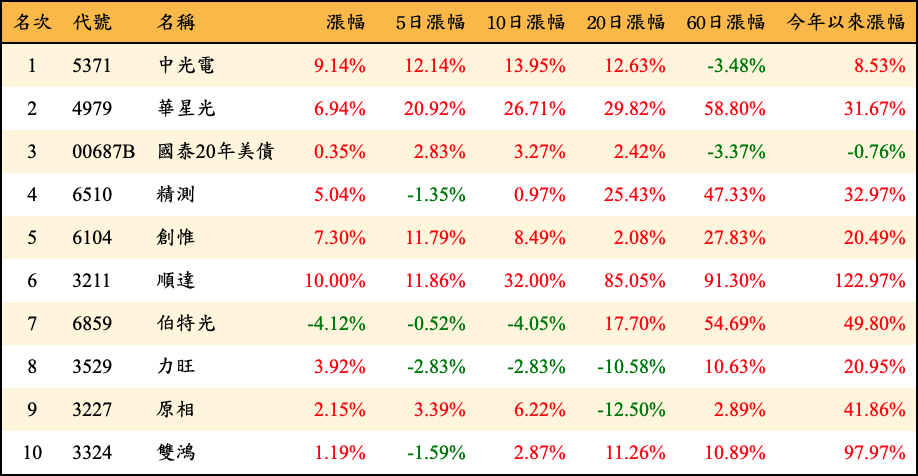 名次 代號 名稱 漲幅 5日漲幅 10日漲幅 20日漲幅 60日漲幅 今年以來漲幅
1 5371 中光電 9.14% 12.14% 13.95% 12.63% -3.48% 8.53%
2 4979 華星光 6.94% 20.92% 26.71% 29.82% 58.80% 31.67%
3 00687B 國泰20年美債 0.35% 2.83% 3.27% 2.42% -3.37% -0.76%
4 6510 精測 5.04% -1.35% 0.97% 25.43% 47.33% 32.97%
5 6104 創惟 7.30% 11.79% 8.49% 2.08% 27.83% 20.49%
6 3211 順達 10.00% 11.86% 32.00% 85.05% 91.30% 122.97%
7 6859 伯特光 -4.12% -0.52% -4.05% 17.70% 54.69% 49.80%
8 3529 力旺 3.92% -2.83% -2.83% -10.58% 10.63% 20.95%
9 3227 原相 2.15% 3.39% 6.22% -12.50% 2.89% 41.86%
10 3324 雙鴻 1.19% -1.59% 2.87% 11.26% 10.89% 97.97%